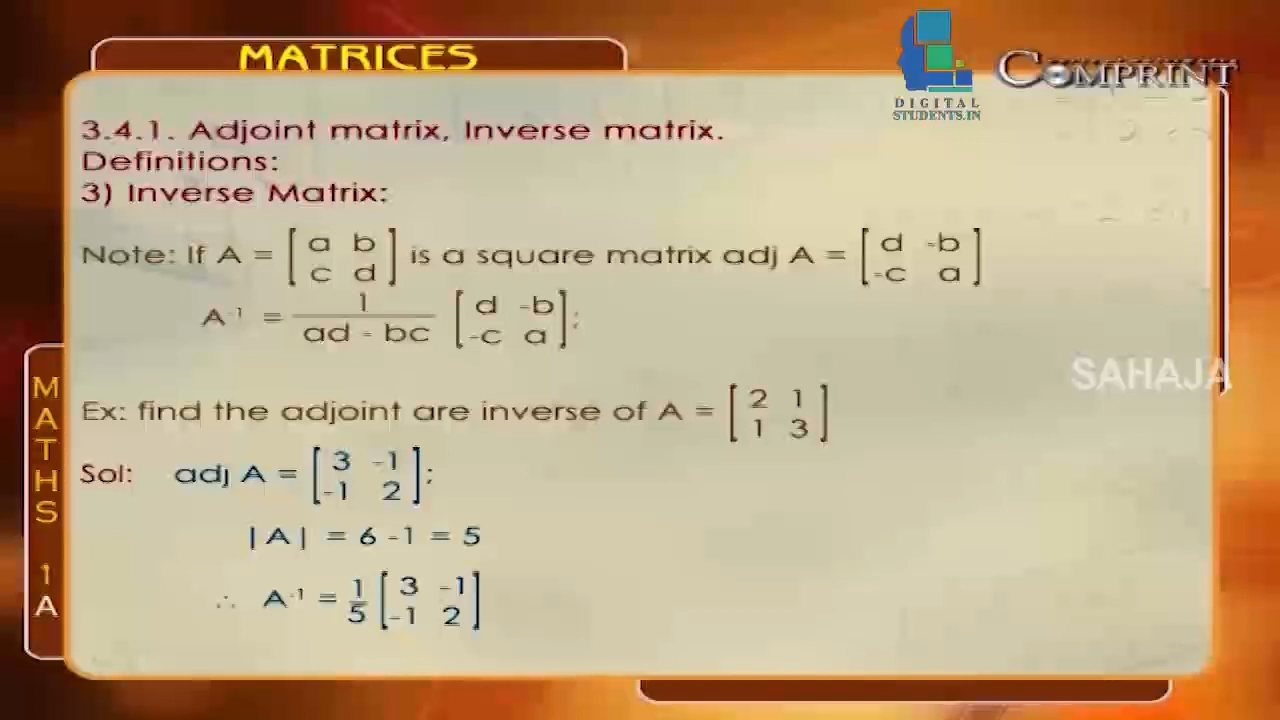 MATRICES
DIGITAL
STUDENTS.IN
COMPRINT
3.4.1. Adjoint matrix, Inverse matrix.
Definitions:
3) Inverse Matrix:
Note: If A = [a b; c d] is a square matrix adj A = [d -b; -c a]
A⁻¹ = 1/(ad - bc) [d -b; -c a];
SAHAJA
Ex: find the adjoint are inverse of A = [2 1; 1 3]
Sol: adj A = [3 -1; -1 2];
|A| = 6 -1 = 5
∴ A⁻¹ = 1/5 [3 -1; -1 2]
MATHS 1A